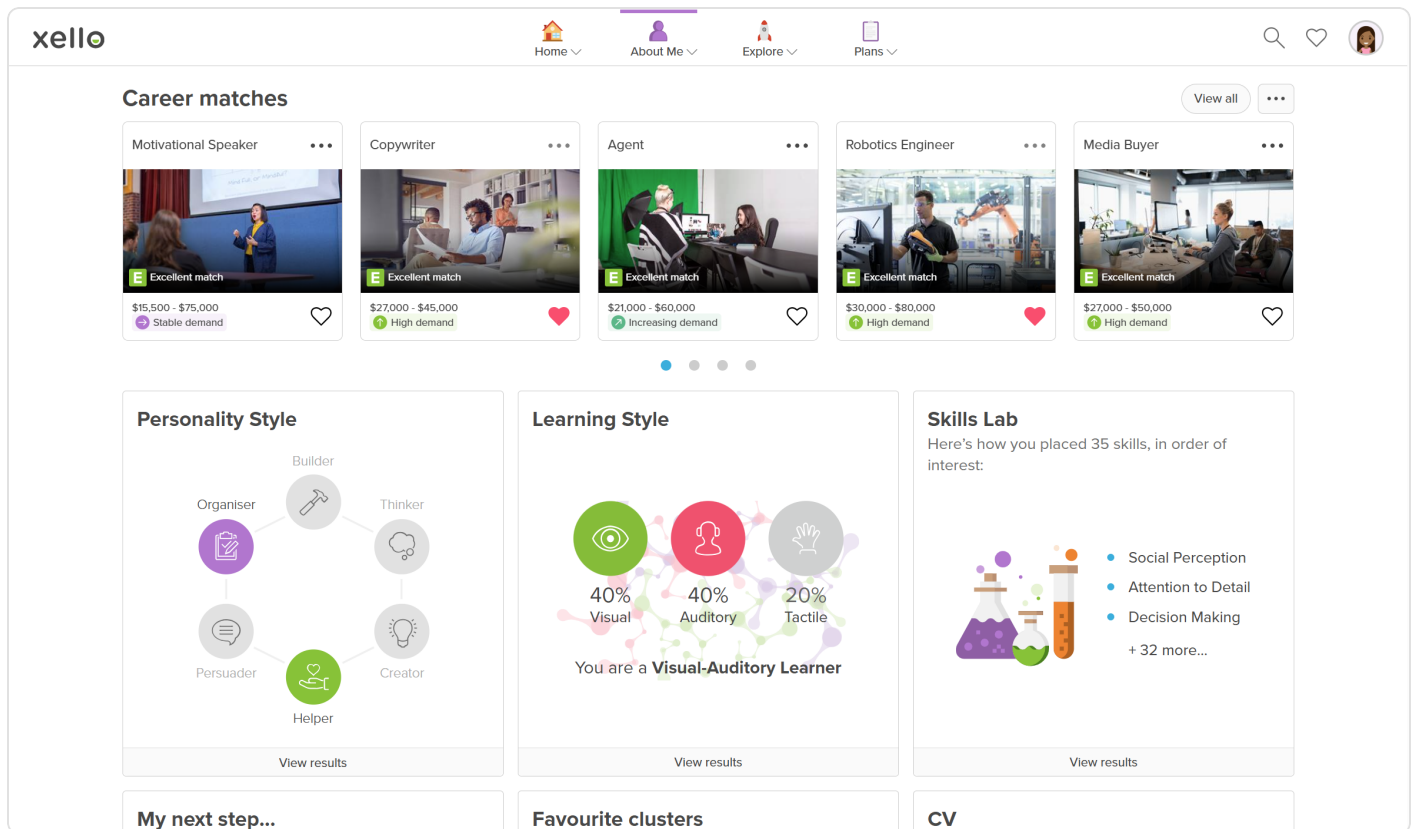 xello
Home
About Me
Explore
Plans
Career matches
View all
Motivational Speaker
Copywriter
Agent
Robotics Engineer
Media Buyer
E Excellent match
E Excellent match
E Excellent match
E Excellent match
E Excellent match
$15,500 - $75,000
Stable demand
$27,000 - $45,000
High demand
$21,000 - $60,000
Increasing demand
$30,000 - $80,000
High demand
$27,000 - $50,000
High demand
Personality Style
Builder
Organiser
Thinker
Persuader
Creator
Helper
View results
Learning Style
40%
Visual
40%
Auditory
20%
Tactile
You are a Visual-Auditory Learner
View results
Skills Lab
Here's how you placed 35 skills, in order of
interest:
Social Perception
Attention to Detail
Decision Making
+ 32 more...
View results
My next step...
Favourite clusters
CV